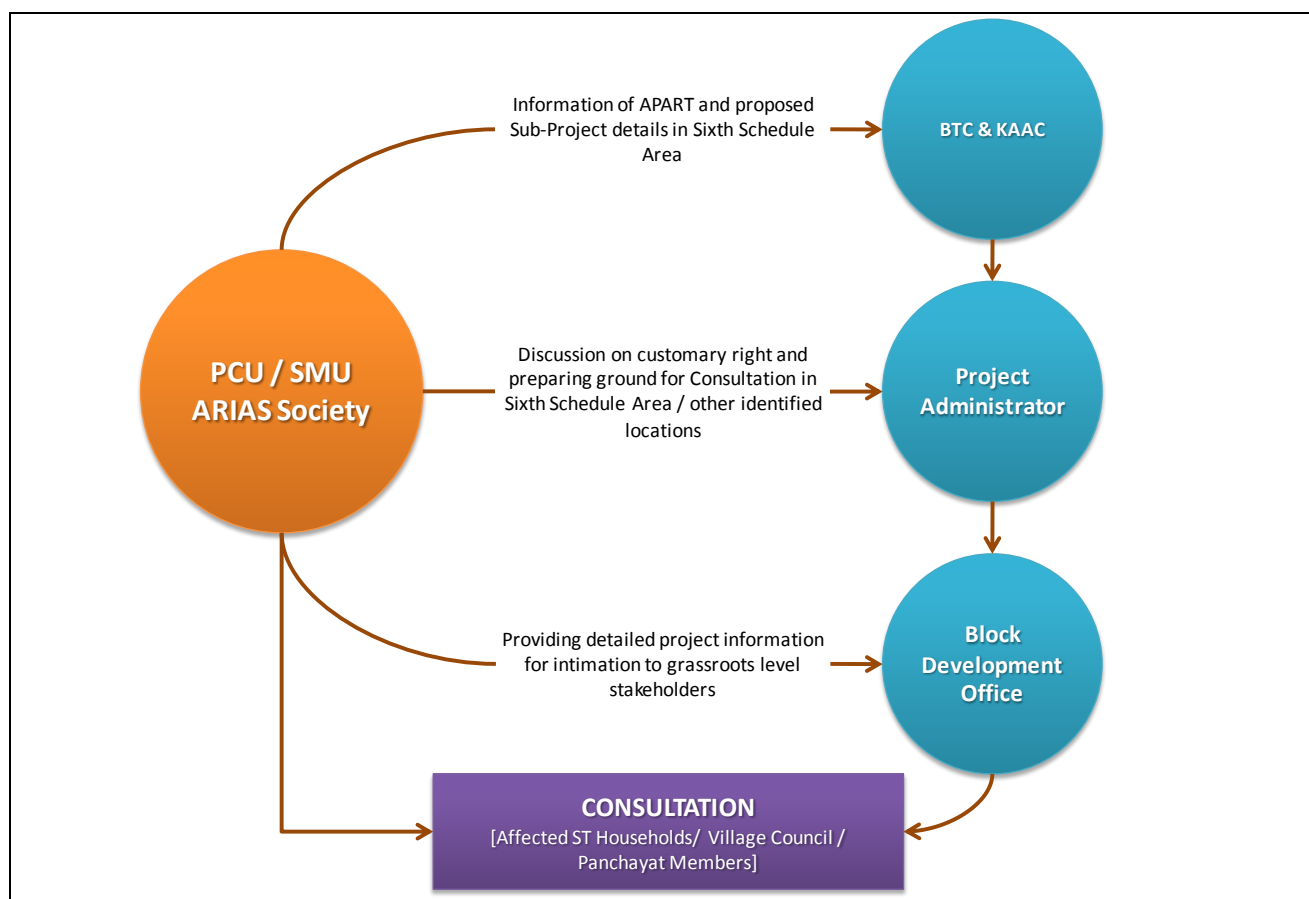 Information of APART and proposed
Sub-Project details in Sixth Schedule
Area
BTC & KAAC
PCU / SMU
ARIAS Society
Discussion on customary right and
preparing ground for Consultation in
Sixth Schedule Area / other identified
locations
Project
Administrator
Providing detailed project information
for intimation to grassroots level
stakeholders
Block
Development
Office
CONSULTATION
[Affected ST Households/ Village Council /
Panchayat Members]